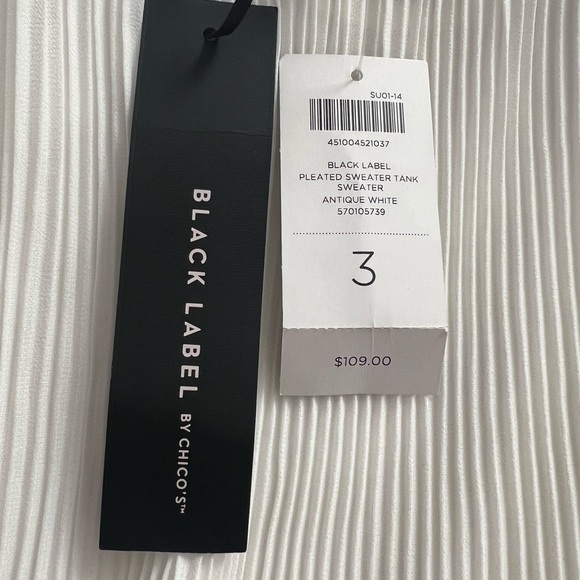 BLACK LABEL BY CHICO'S™
SU01-14
451004521037
BLACK LABEL
PLEATED SWEATER TANK
SWEATER
ANTIQUE WHITE
570105739
3
$109.00